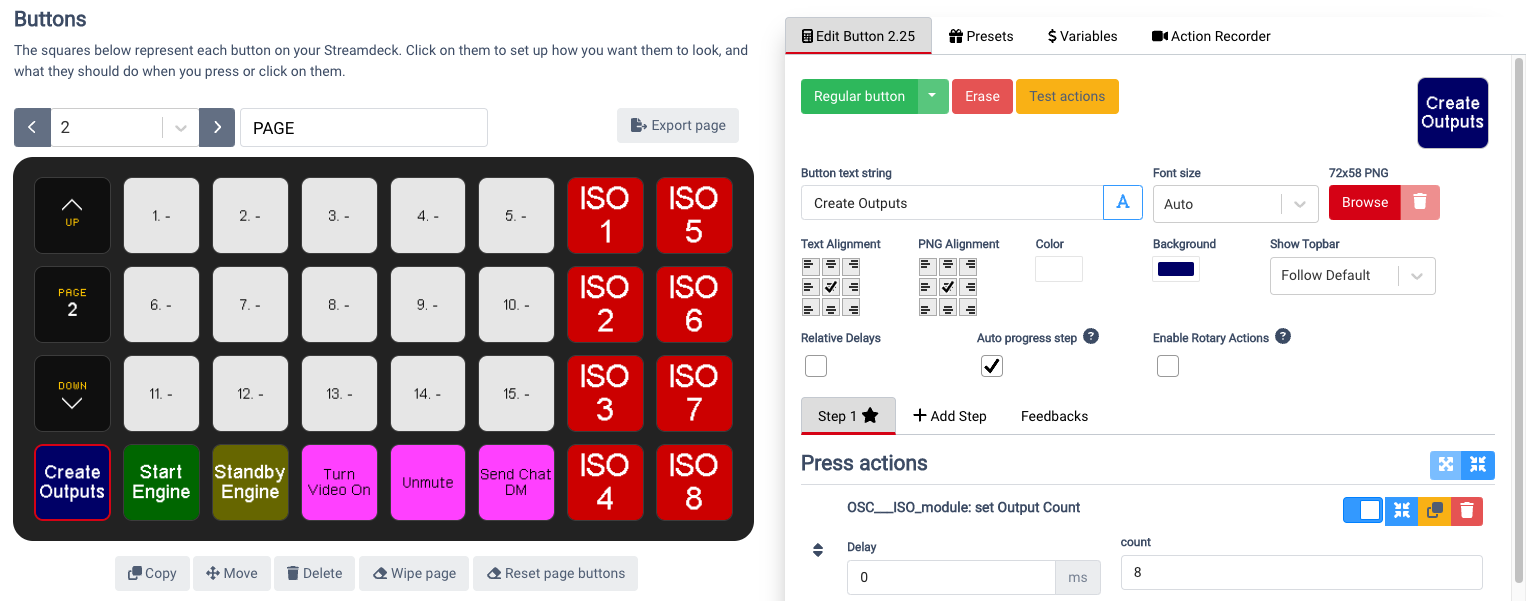 Buttons
The squares below represent each button on your Streamdeck. Click on them to set up how you want them to look, and
what they should do when you press or click on them.
2
PAGE
Export page
UP
1. -
2. -
3. -
4. -
5. -
ISO
1
ISO
5
PAGE
2
6. -
7. -
8. -
9. -
10. -
ISO
2
ISO
6
DOWN
11. -
12. -
13. -
14. -
15. -
ISO
3
ISO
7
Create
Outputs
Start
Engine
Standby
Engine
Turn
Video On
Unmute
Send Chat
DM
ISO
4
ISO
8
Copy
Move
Delete
Wipe page
Reset page buttons
Edit Button 2.25
Presets
$ Variables
Action Recorder
Regular button
Erase
Test actions
Create
Outputs
Button text string
Font size
72x58 PNG
Create Outputs
A
Auto
Browse
Text Alignment
PNG Alignment
Color
Background
Show Topbar
Follow Default
Relative Delays
Auto progress step ?
Enable Rotary Actions ?
Step 1
+ Add Step
Feedbacks
Press actions
OSC___ISO_module: set Output Count
Delay
count
0
ms
8